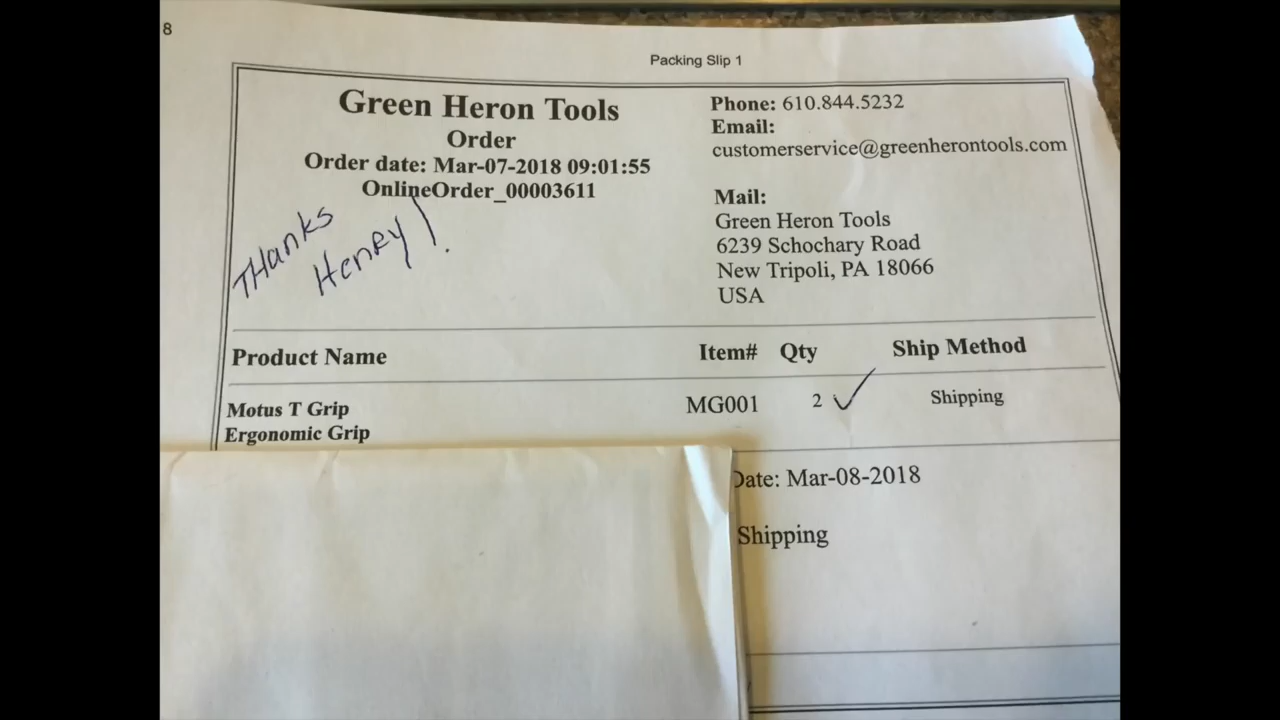 8
Packing Slip 1
Green Heron Tools
Order
Order date: Mar-07-2018 09:01:55
OnlineOrder_00003611
THanks
Henry!
Phone: 610.844.5232
Email:
customerservice@greenherontools.com
Mail:
Green Heron Tools
6239 Schochary Road
New Tripoli, PA 18066
USA
Product Name Item# Qty Ship Method
Motus T Grip MG001 2 Shipping
Ergonomic Grip
Date: Mar-08-2018
Shipping